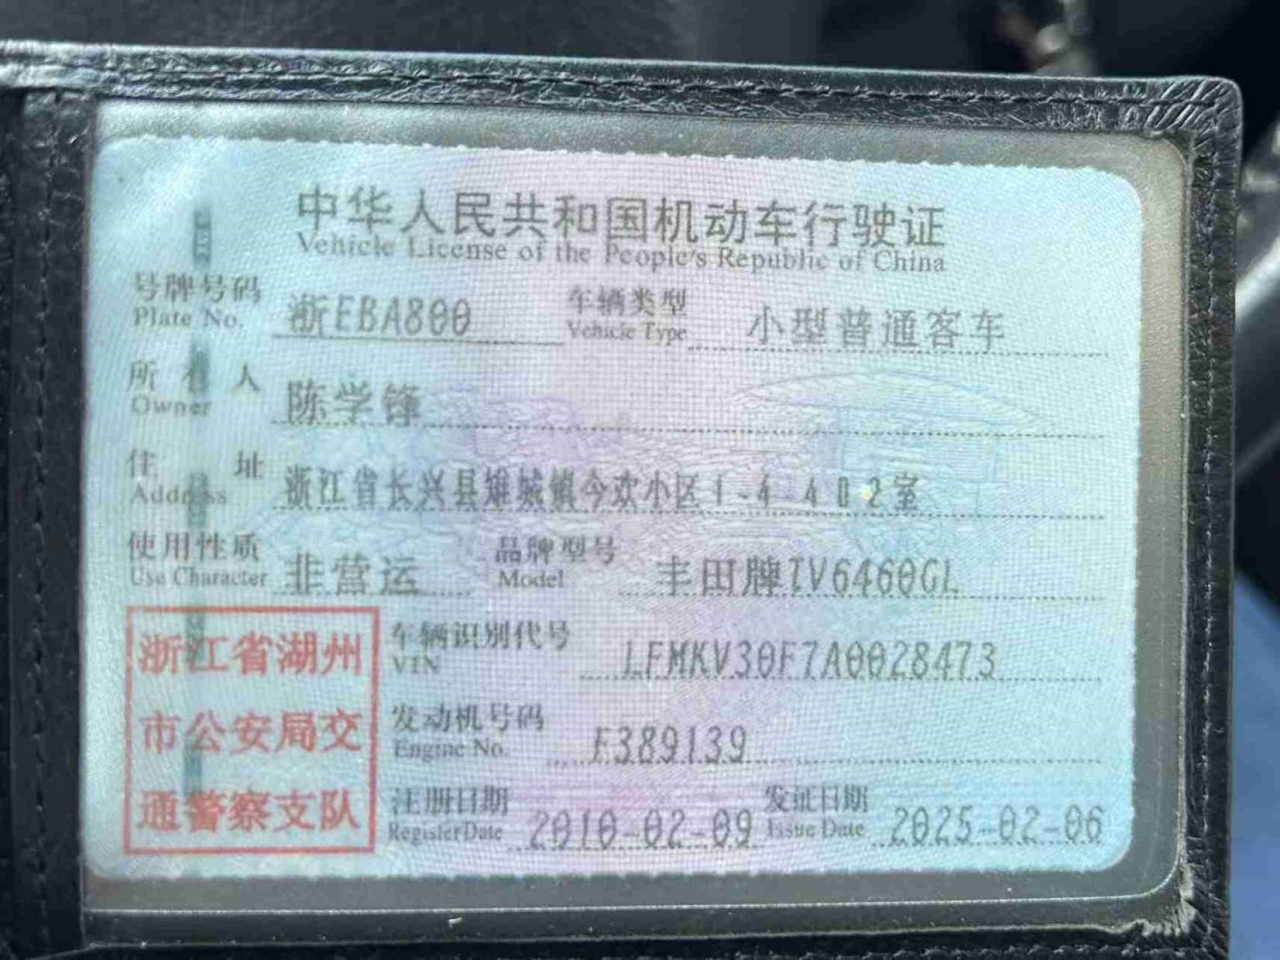 中华人民共和国机动车行驶证
Vehicle License of the People's Republic of China
号牌号码 浙EBA800 车辆类型 小型普通客车
Plate No. Vehicle Type
所有人 陈学锋
Owner
住址 浙江省长兴县雉城镇今欢小区1-4-402室
Address
使用性质 非营运 品牌型号 丰田牌TV6460GL
Use Character Model
浙江省湖州
市公安局交
通警察支队
车辆识别代号 LFMKV30F7A0028473
VIN
发动机号码 F389139
Engine No.
注册日期 2010-02-09 发证日期 2025-02-06
Register Date Issue Date